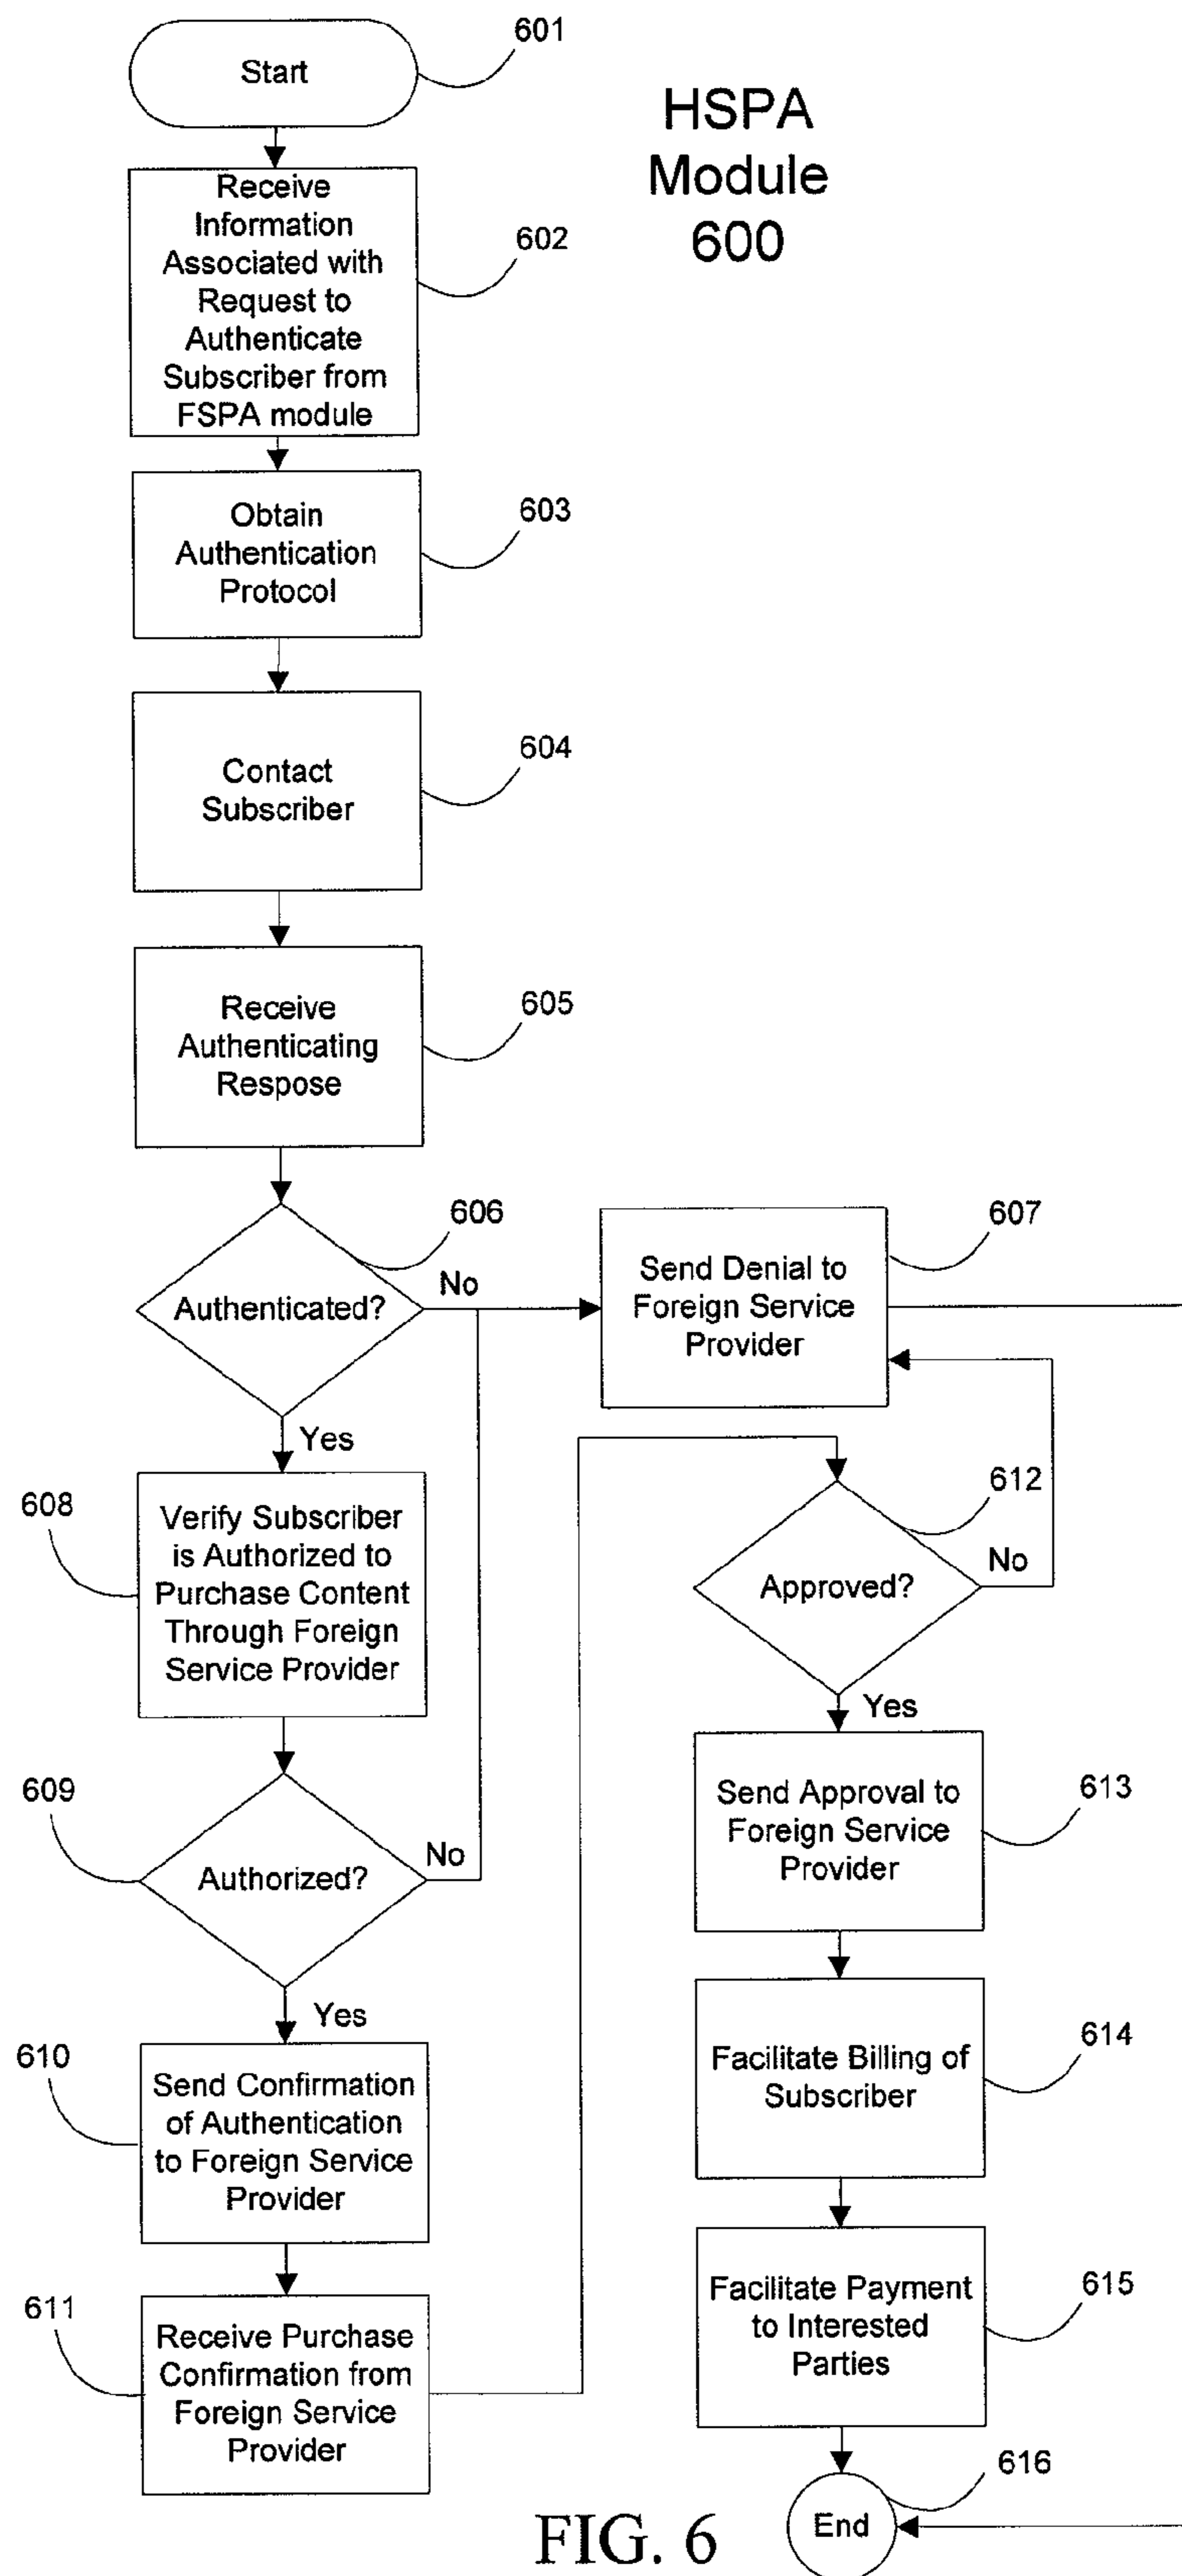 Start
601
HSPA
Module
600
Receive
Information
Associated with
Request to
Authenticate
Subscriber from
FSPA module
602
Obtain
Authentication
Protocol
603
Contact
Subscriber
604
Receive
Authenticating
Respose
605
Authenticated?
606
No
Yes
Send Denial to
Foreign Service
Provider
607
608
Verify Subscriber
is Authorized to
Purchase Content
Through Foreign
Service Provider
609
Authorized?
No
Yes
610
Send Confirmation
of Authentication
to Foreign Service
Provider
611
Receive Purchase
Confirmation from
Foreign Service
Provider
612
Approved?
No
Yes
Send Approval to
Foreign Service
Provider
613
Facilitate Billing of
Subscriber
614
Facilitate Payment
to Interested
Parties
615
End
616
FIG. 6